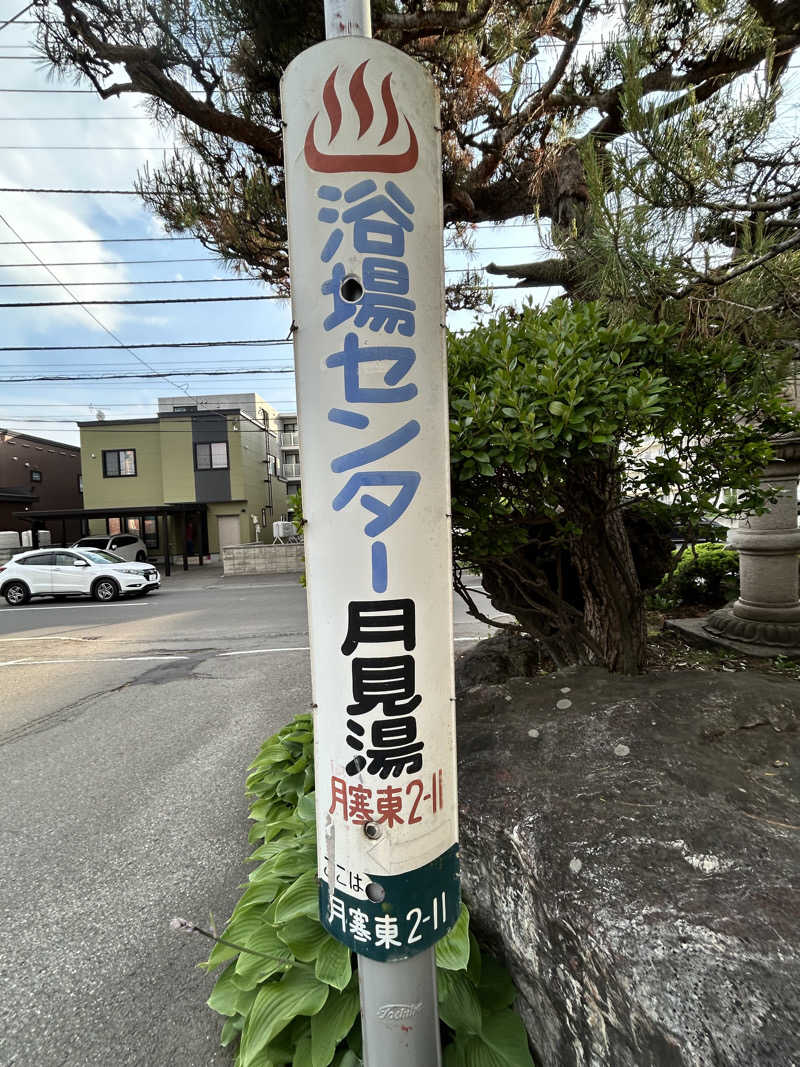 浴場センター
月見湯
月寒東2-11
ここは
月寒東2-11